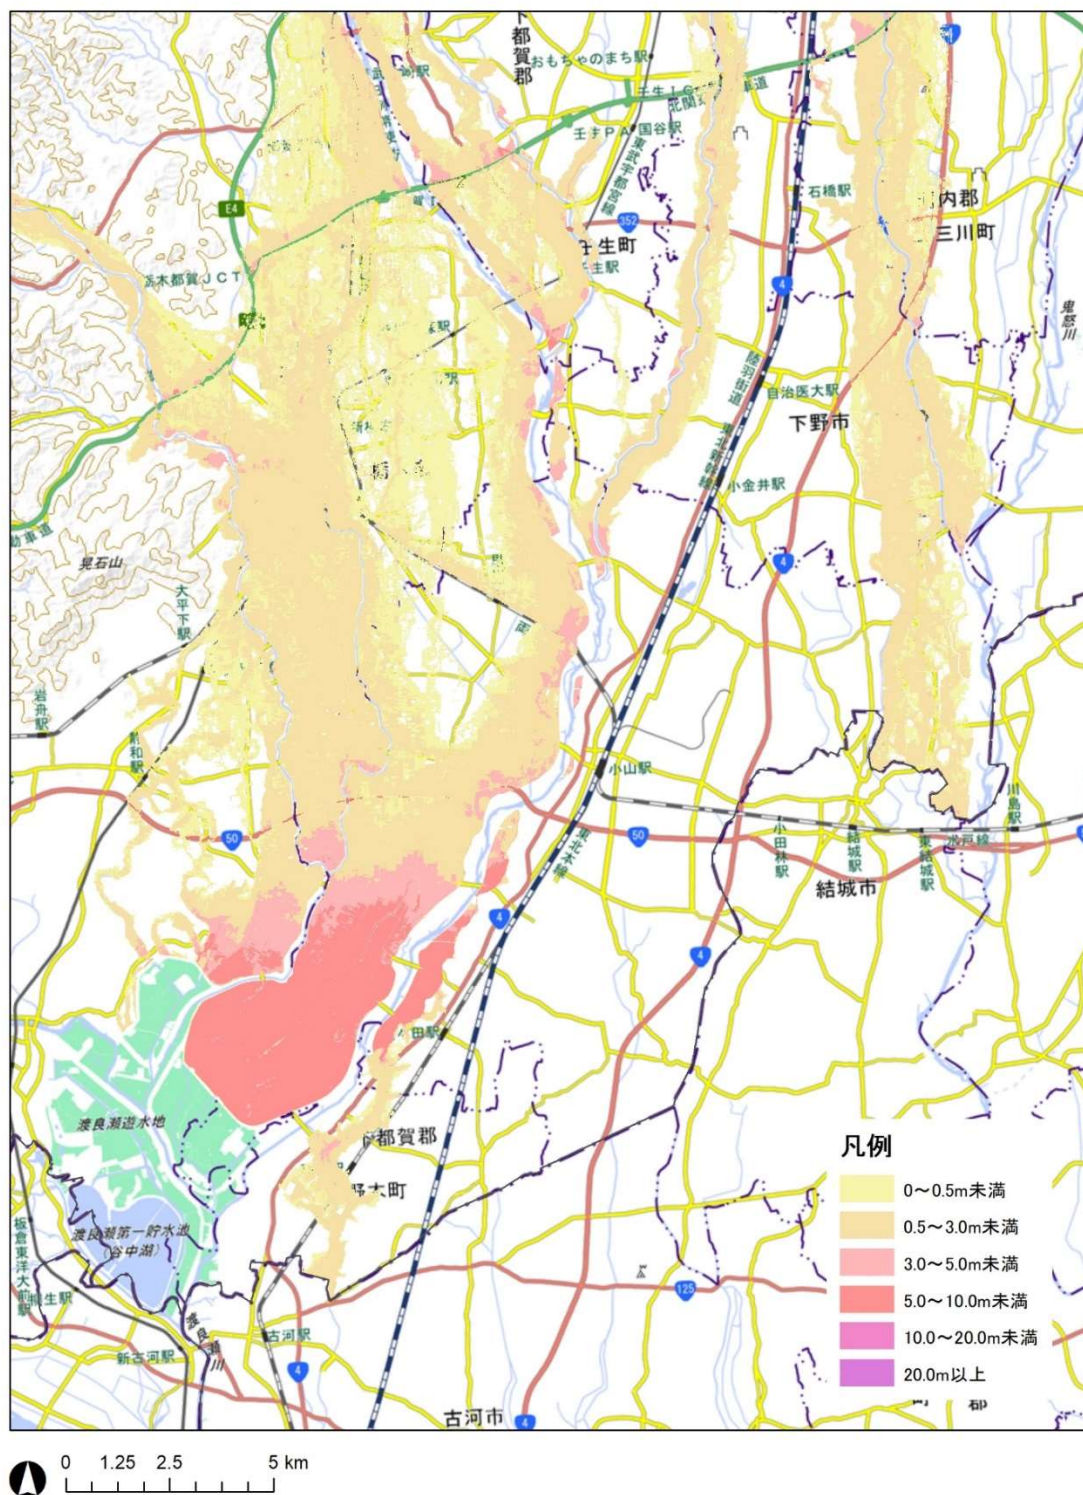 都賀郡
おもちゃのまち駅
壬生IC
北関
車道
壬生PA
国谷駅
東武宇都宮線
石橋駅
E4
352
内郡
三川町
生町
4
鬼怒川
栃木都賀JCT
陸羽街道
自治医大駅
下野市
東北新幹線
小金井駅
4
動車道
晃石山
大平下駅
岩舟駅
静和駅
小山駅
川島駅
50
50
小田林駅
結城駅
東結城駅
水戸線
東北本線
結城市
4
4
田駅
渡良瀬遊水地
都賀郡
野木町
渡良瀬第一貯水池
(谷中湖)
板倉東洋大前駅
柳生駅
渡良瀬川
古河駅
新古河駅
125
4
古河市
4
凡例
0～0.5m未満
0.5～3.0m未満
3.0～5.0m未満
5.0～10.0m未満
10.0～20.0m未満
20.0m以上
郡
0 1.25 2.5 5 km